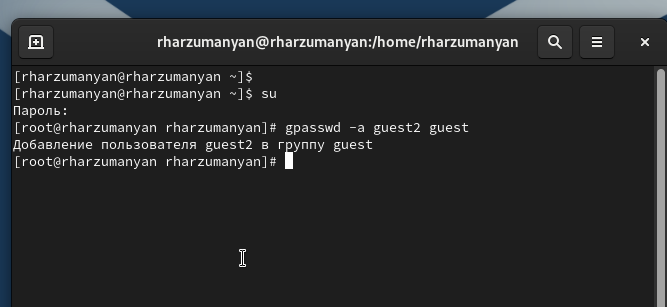 rharzumanyan@rharzumanyan:/home/rharzumanyan
[rharzumanyan@rharzumanyan ~]$
[rharzumanyan@rharzumanyan ~]$ su
Пароль:
[root@rharzumanyan rharzumanyan]# gpasswd -a guest2 guest
Добавление пользователя guest2 в группу guest
[root@rharzumanyan rharzumanyan]#